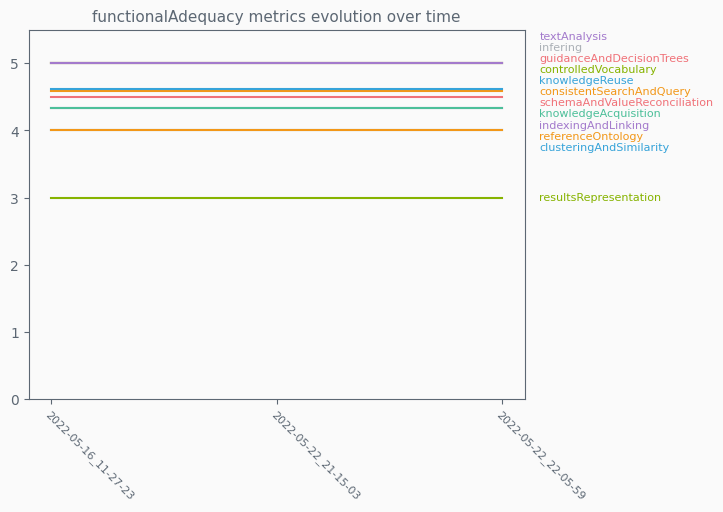 functionalAdequacy metrics evolution over time
5
4
3
2
1
0
2022-05-16_11-27-23
2022-05-22_21-15-03
2022-05-22_22-05-59
textAnalysis
infering
guidanceAndDecisionTrees
controlledVocabulary
knowledgeReuse
consistentSearchAndQuery
schemaAndValueReconciliation
knowledgeAcquisition
indexingAndLinking
referenceOntology
clusteringAndSimilarity
resultsRepresentation